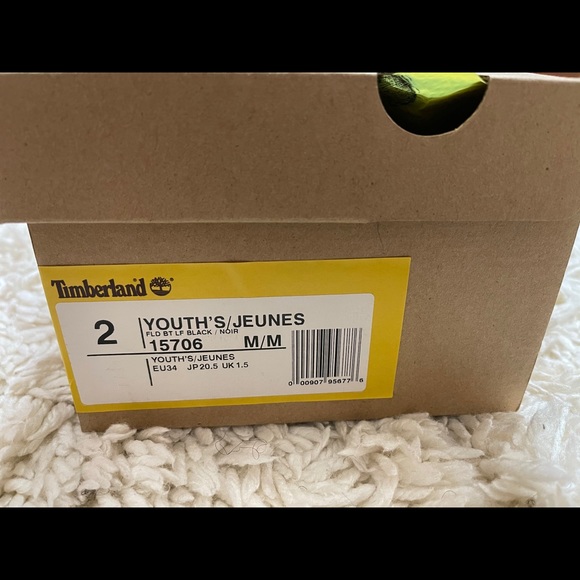 Timberland
2
YOUTH'S/JEUNES
FLD BT LF BLACK / NOIR
15706 M/M
YOUTH'S/JEUNES
EU34 JP20.5 UK1.5
0 00907 95677 6